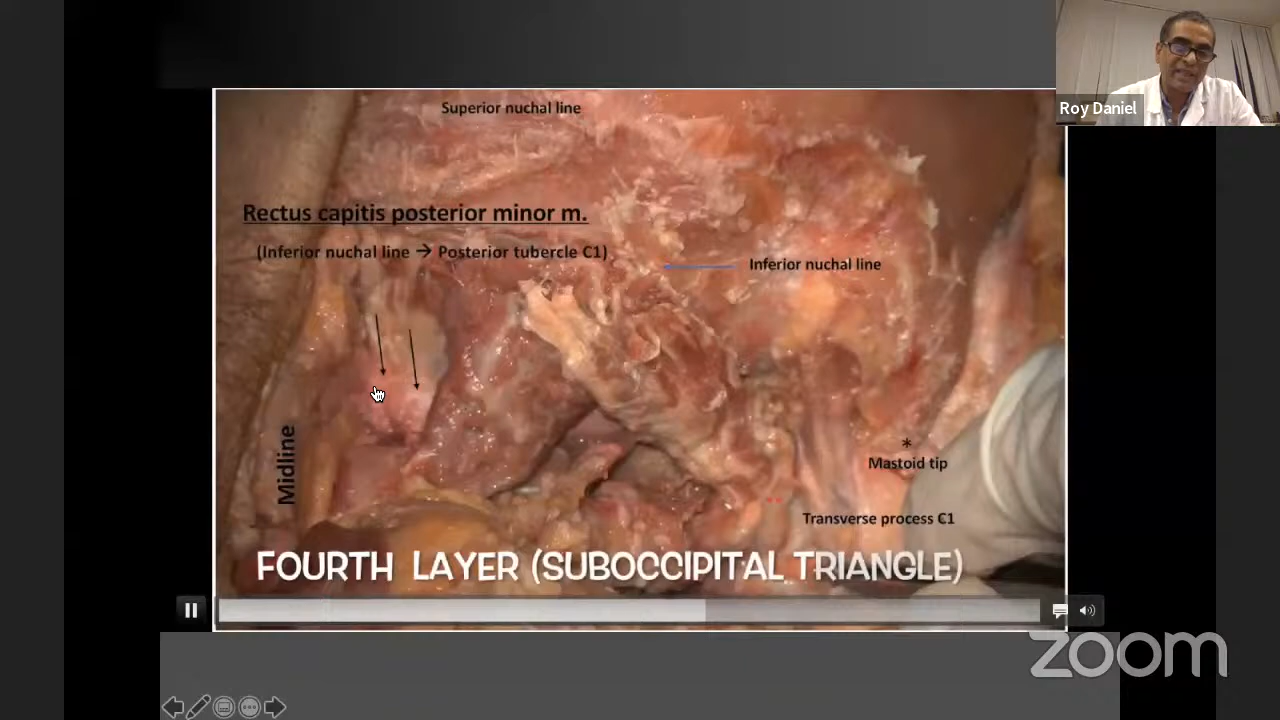 Roy Daniel
Superior nuchal line
Rectus capitis posterior minor m.
(Inferior nuchal line → Posterior tubercle C1)
Inferior nuchal line
Midline
*
Mastoid tip
Transverse process C1
FOURTH LAYER (SUBOCCIPITAL TRIANGLE)
zoom